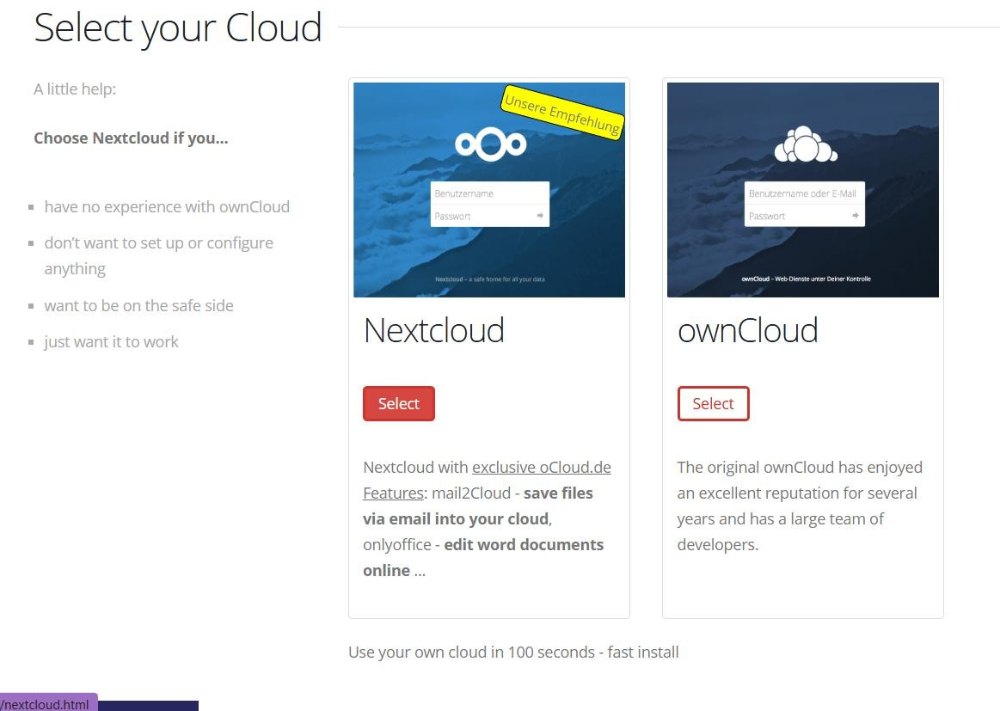 Select your Cloud
A little help:
Choose Nextcloud if you...
have no experience with ownCloud
don’t want to set up or configure
anything
want to be on the safe side
just want it to work
Unsere Empfehlung
Benutzername
Passwort
Nextcloud – a safe home for all your data
Nextcloud
Select
Nextcloud with exclusive oCloud.de
Features: mail2Cloud - save files
via email into your cloud,
onlyoffice - edit word documents
online ...
Benutzername oder E-Mail
Passwort
ownCloud – Web-Dienste unter Deiner Kontrolle
ownCloud
Select
The original ownCloud has enjoyed
an excellent reputation for several
years and has a large team of
developers.
Use your own cloud in 100 seconds - fast install
/nextcloud.html